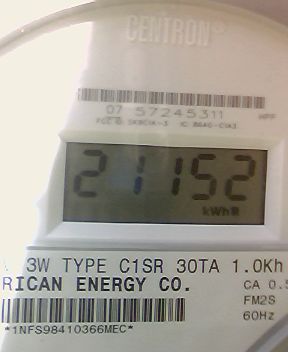 CENTRON®
07 57245311
21152
kWhR
3W TYPE C1SR 30TA 1.0Kh
RICAN ENERGY CO. CA 0.5
FM2S
*1NFS98410366MEC* 60Hz